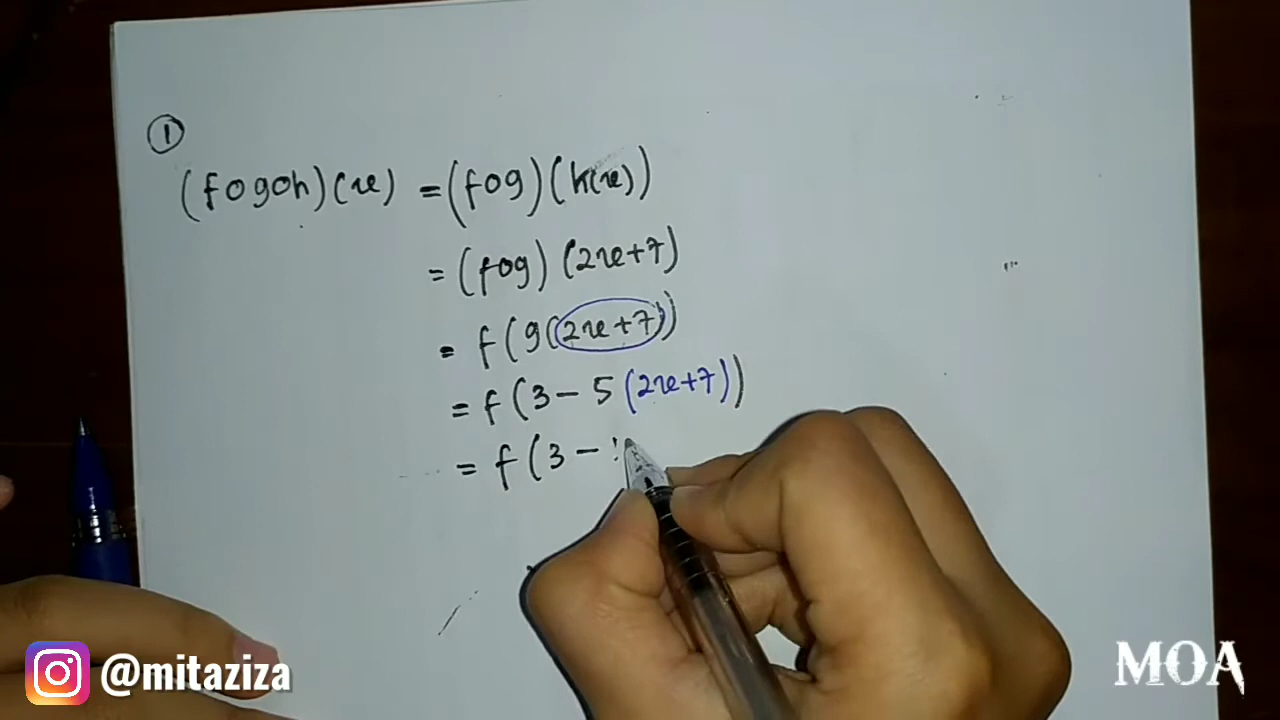 ①
(fogoh)(x) = (fog)(h(x))
= (fog) (2x+7)
= f(g(2x+7))
= f(3 - 5(2x+7))
= f(3 -
@mitaziza
MOA